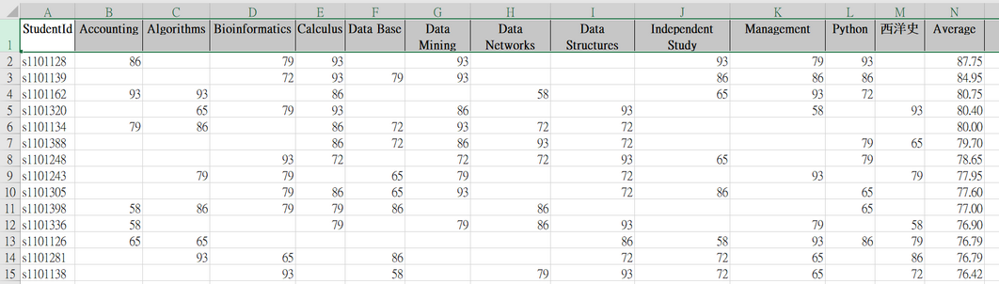 A B C D E F G H I J K L M N
1 StudentId Accounting Algorithms Bioinformatics Calculus Data Base Data Mining Data Networks Data Structures Independent Study Management Python 西洋史 Average
2 s1101128 86 79 93 93 93 79 93 87.75
3 s1101139 72 93 79 93 86 86 86 84.95
4 s1101162 93 93 86 58 65 93 72 80.75
5 s1101320 65 79 93 86 93 58 93 80.40
6 s1101134 79 86 86 72 93 72 72 80.00
7 s1101388 86 72 86 93 72 79 65 79.70
8 s1101248 93 72 72 72 93 65 79 78.65
9 s1101243 79 79 65 79 72 93 79 77.95
10 s1101305 79 86 65 93 72 86 65 77.60
11 s1101398 58 86 79 79 86 86 65 77.00
12 s1101336 58 79 79 86 93 79 58 76.90
13 s1101126 65 65 86 58 93 86 79 76.79
14 s1101281 93 65 86 72 72 65 86 76.79
15 s1101138 93 58 79 93 72 65 72 76.42